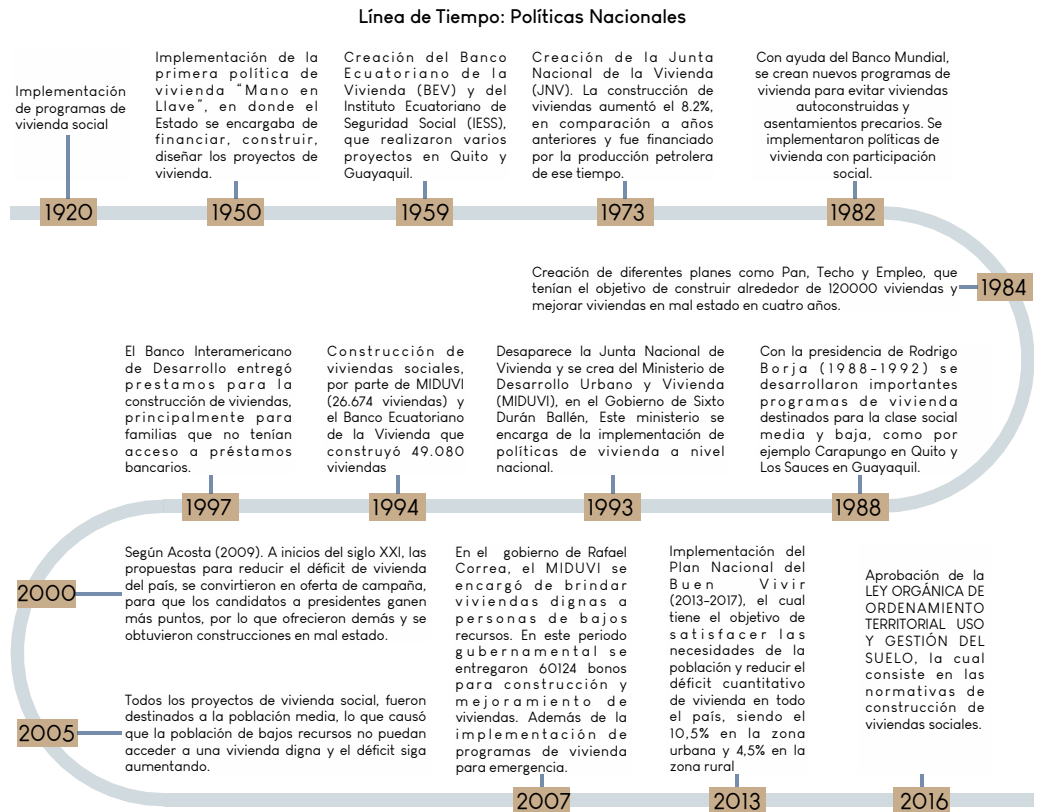 Línea de Tiempo: Políticas Nacionales
Implementación
de programas de
vivienda social
1920
Implementación de la
primera política de
vivienda “Mano en
Llave”, en donde el
Estado se encargaba de
financiar, construir,
diseñar los proyectos de
vivienda.
1950
Creación del Banco
Ecuatoriano de la
Vivienda (BEV) y del
Instituto Ecuatoriano de
Seguridad Social (IESS),
que realizaron varios
proyectos en Quito y
Guayaquil.
1959
Creación de la Junta
Nacional de la Vivienda
(JNV). La construcción de
viviendas aumentó el 8.2%,
en comparación a años
anteriores y fue financiado
por la producción petrolera
de ese tiempo.
1973
Con ayuda del Banco Mundial,
se crean nuevos programas de
vivienda para evitar viviendas
autoconstruidas y
asentamientos precarios. Se
implementaron políticas de
vivienda con participación
social.
1982
Creación de diferentes planes como Pan, Techo y Empleo, que
tenían el objetivo de construir alrededor de 120000 viviendas y
mejorar viviendas en mal estado en cuatro años.
1984
Con la presidencia de Rodrigo
Borja (1988-1992) se
desarrollaron importantes
programas de vivienda
destinados para la clase social
media y baja, como por
ejemplo Carapungo en Quito y
Los Sauces en Guayaquil.
1988
Desaparece la Junta Nacional de
Vivienda y se crea del Ministerio de
Desarrollo Urbano y Vivienda
(MIDUVI), en el Gobierno de Sixto
Durán Ballén, Este ministerio se
encarga de la implementación de
políticas de vivienda a nivel
nacional.
1993
Construcción de
viviendas sociales,
por parte de MIDUVI
(26.674 viviendas) y
el Banco Ecuatoriano
de la Vivienda que
construyó 49.080
viviendas
1994
El Banco Interamericano
de Desarrollo entregó
prestamos para la
construcción de viviendas,
principalmente para
familias que no tenían
acceso a préstamos
bancarios.
1997
Según Acosta (2009). A inicios del siglo XXI, las
propuestas para reducir el déficit de vivienda
del país, se convirtieron en oferta de campaña,
para que los candidatos a presidentes ganen
más puntos, por lo que ofrecieron demás y se
obtuvieron construcciones en mal estado.
2000
Todos los proyectos de vivienda social, fueron
destinados a la población media, lo que causó
que la población de bajos recursos no puedan
acceder a una vivienda digna y el déficit siga
aumentando.
2005
En el gobierno de Rafael
Correa, el MIDUVI se
encargó de brindar
viviendas dignas a
personas de bajos
recursos. En este periodo
gubernamental se
entregaron 60124 bonos
para construcción y
mejoramiento de
viviendas. Además de la
implementación de
programas de vivienda
para emergencia.
2007
Implementación del
Plan Nacional del
Buen Vivir
(2013-2017), el cual
tiene el objetivo de
satisfacer las
necesidades de la
población y reducir el
déficit cuantitativo
de vivienda en todo
el país, siendo el
10,5% en la zona
urbana y 4,5% en la
zona rural
2013
Aprobación de la
LEY ORGÁNICA DE
ORDENAMIENTO
TERRITORIAL USO
Y GESTIÓN DEL
SUELO, la cual
consiste en las
normativas de
construcción de
viviendas sociales.
2016